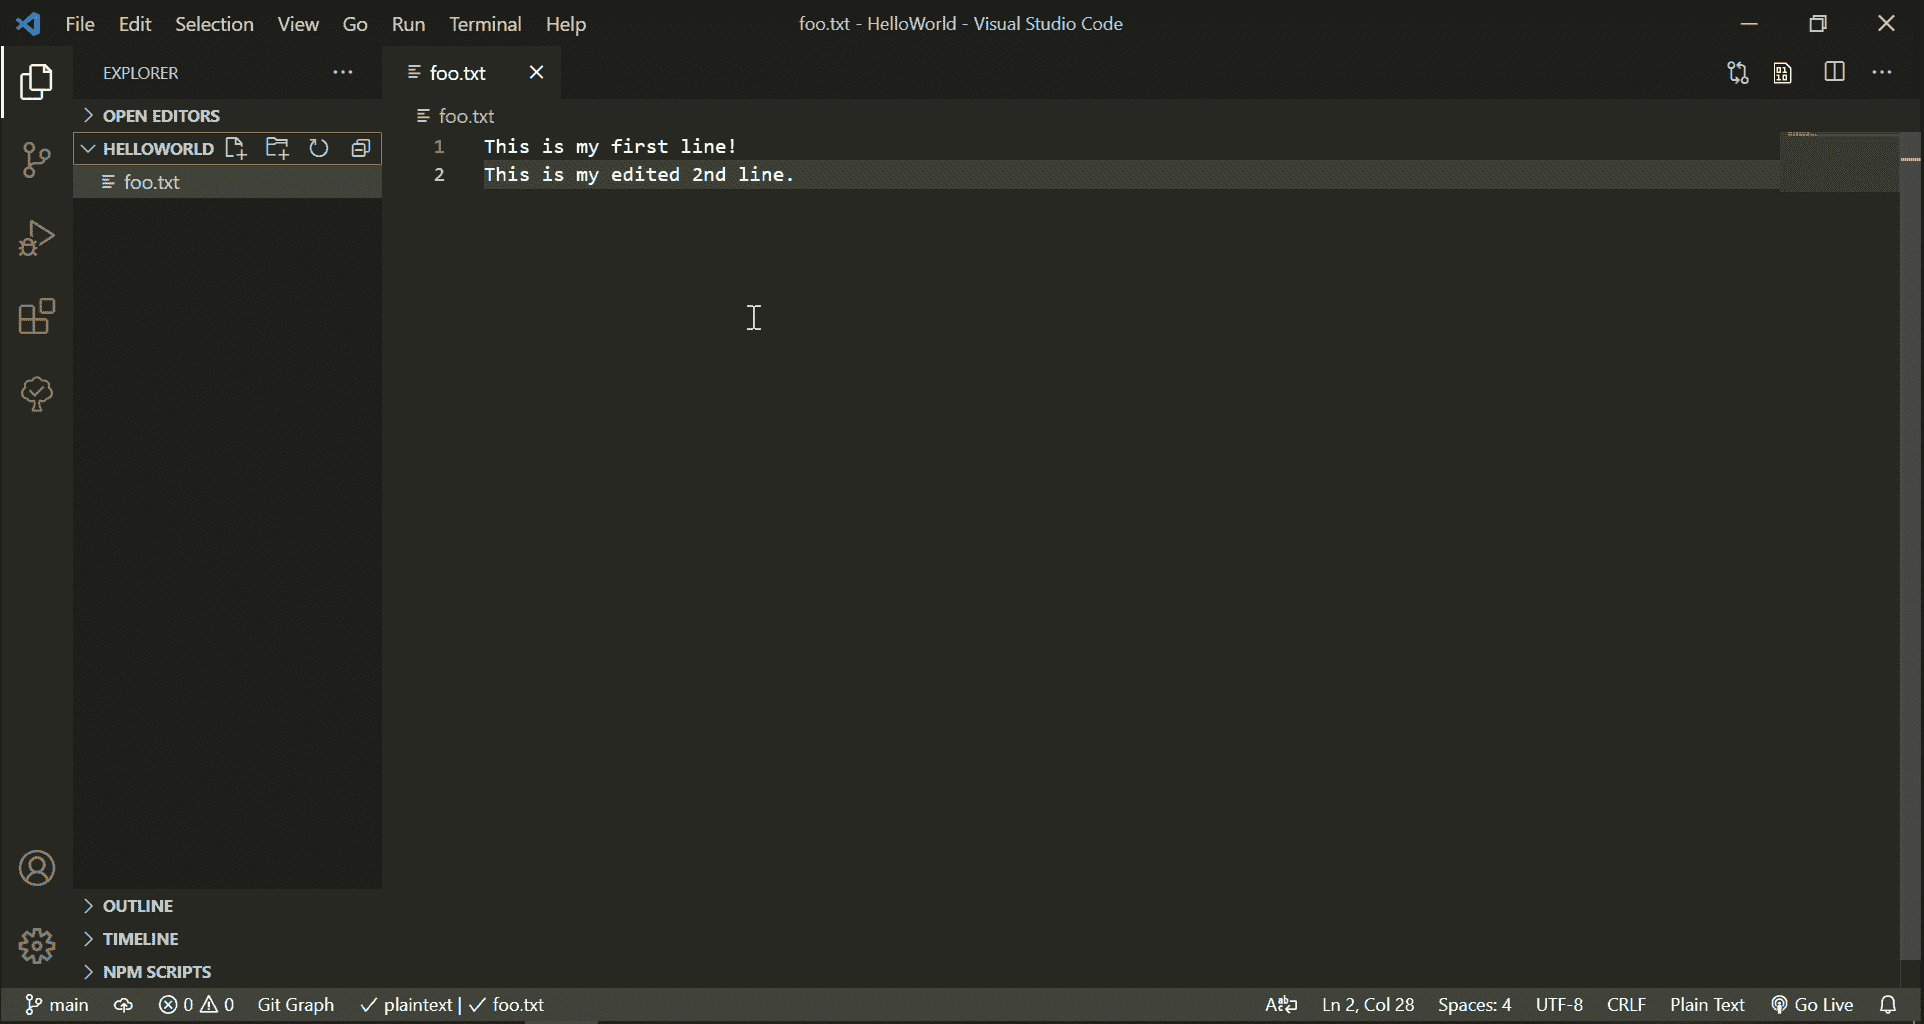 File Edit Selection View Go Run Terminal Help foo.txt - HelloWorld - Visual Studio Code
EXPLORER
foo.txt
OPEN EDITORS
foo.txt
HELLOWORLD
foo.txt
1 This is my first line!
2 This is my edited 2nd line.
OUTLINE
TIMELINE
NPM SCRIPTS
main 0 0 Git Graph plaintext | foo.txt Ln 2, Col 28 Spaces: 4 UTF-8 CRLF Plain Text Go Live